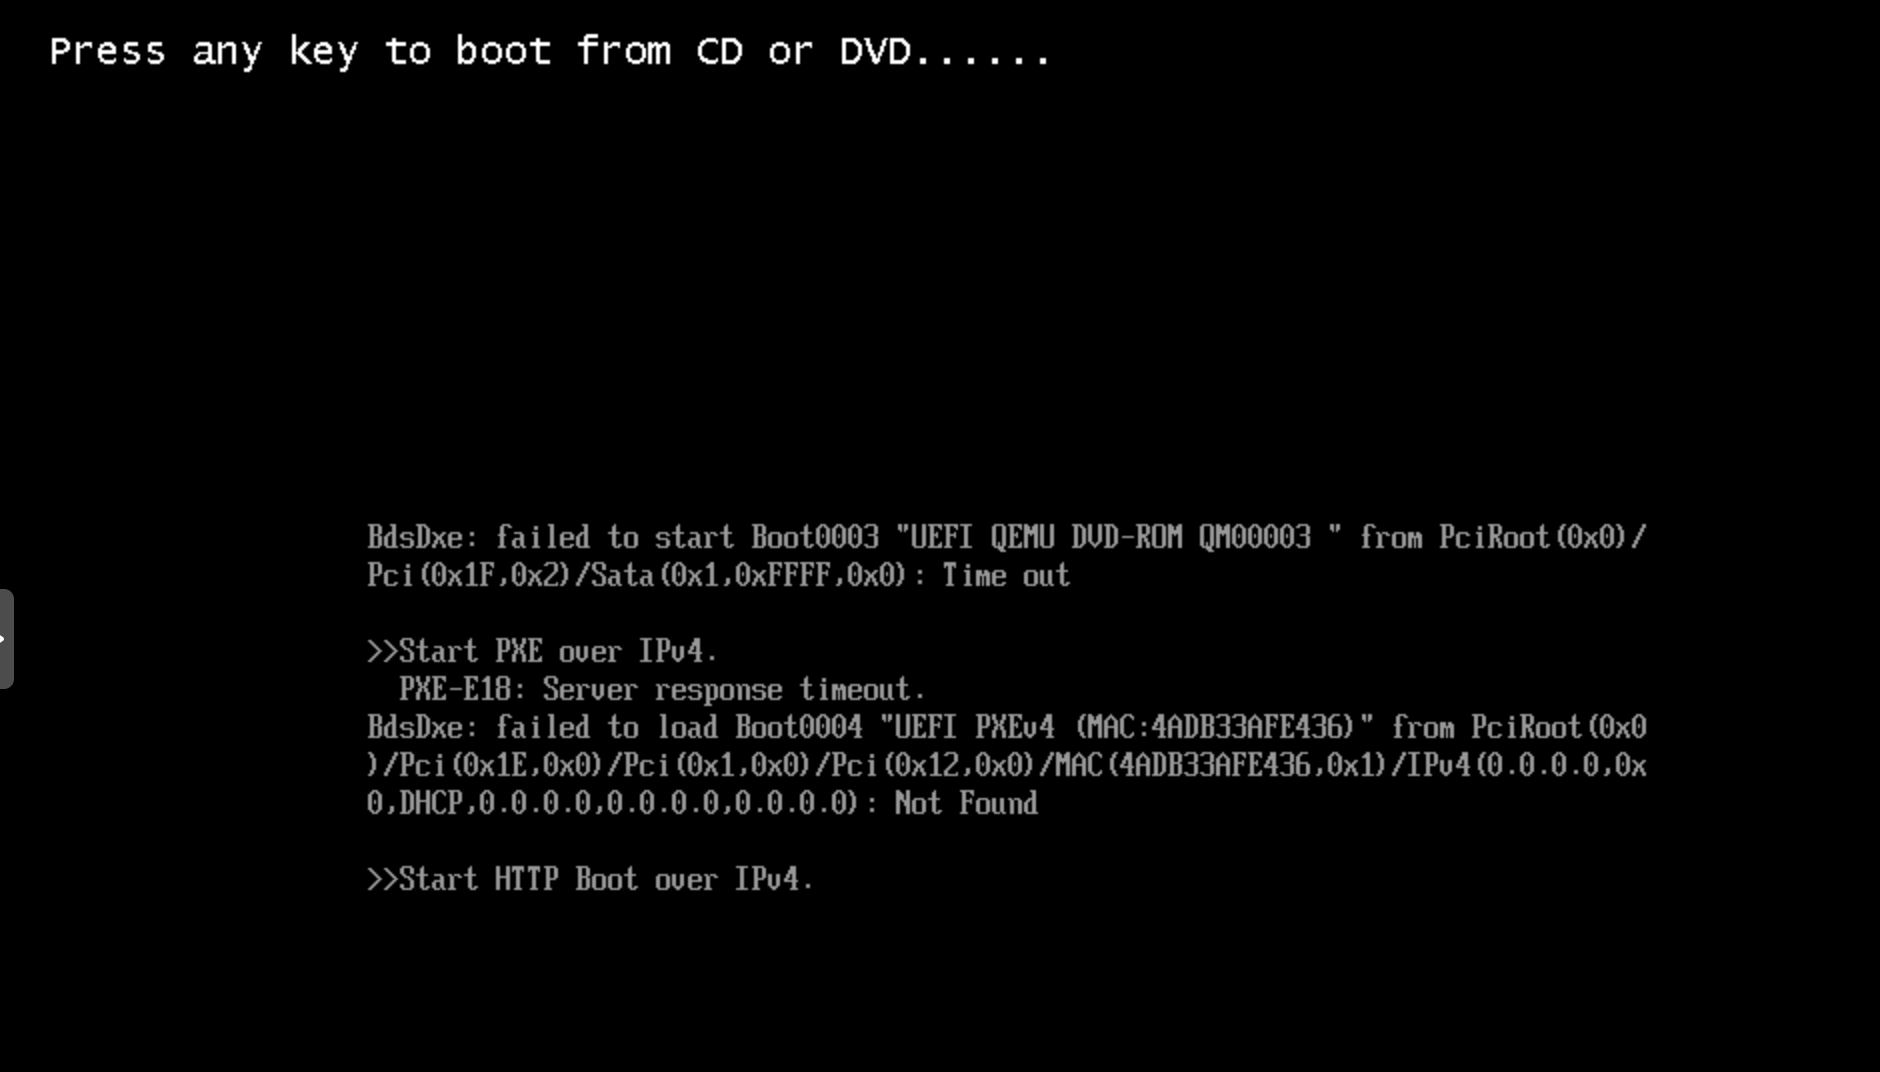 Press any key to boot from CD or DVD......
BdsDxe: failed to start Boot0003 "UEFI QEMU DVD-ROM QM00003 " from PciRoot(0x0)/
Pci(0x1F,0x2)/Sata(0x1,0xFFFF,0x0): Time out
>>Start PXE over IPv4.
PXE-E18: Server response timeout.
BdsDxe: failed to load Boot0004 "UEFI PXEv4 (MAC:4ADB33AFE436)" from PciRoot(0x0
)/Pci(0x1E,0x0)/Pci(0x1,0x0)/Pci(0x12,0x0)/MAC(4ADB33AFE436,0x1)/IPv4(0.0.0.0,0x
0,DHCP,0.0.0.0,0.0.0.0,0.0.0.0): Not Found
>>Start HTTP Boot over IPv4.